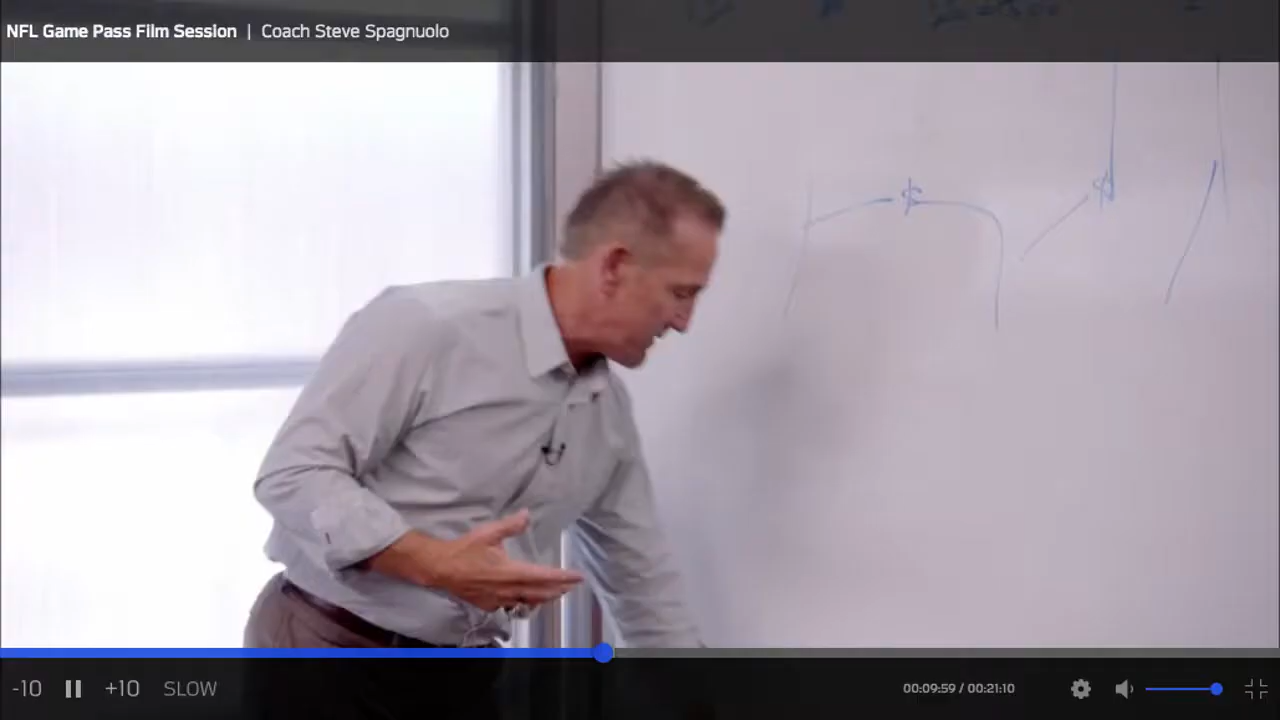 NFL Game Pass Film Session | Coach Steve Spagnuolo
$ $
-10 +10 SLOW 00:09:59 / 00:21:10